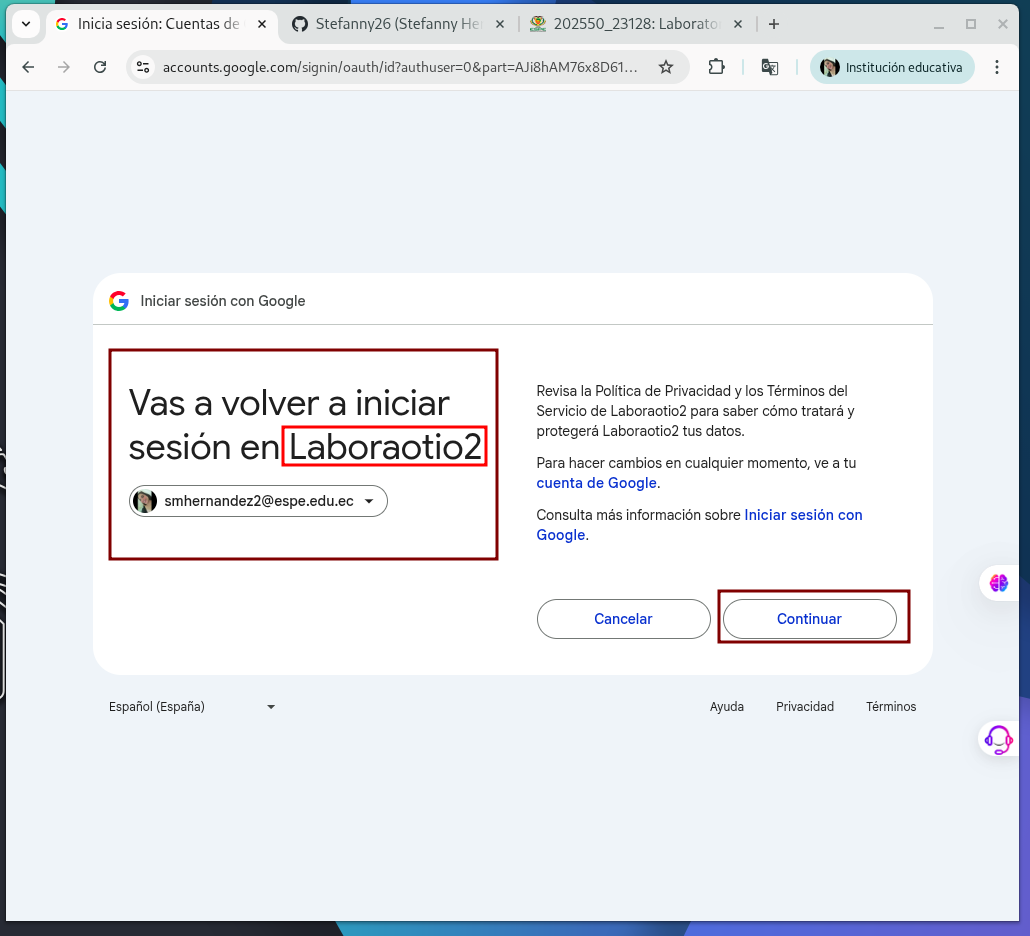 Inicia sesión: Cuentas de
Stefanny26 (Stefanny He
202550_23128: Laborato
accounts.google.com/signin/oauth/id?authuser=0&part=AJi8hAM76x8D61...
Institución educativa
Iniciar sesión con Google
Vas a volver a iniciar
sesión en Laboraotio2
smhernandez2@espe.edu.ec
Revisa la Política de Privacidad y los Términos del
Servicio de Laboraotio2 para saber cómo tratará y
protegerá Laboraotio2 tus datos.
Para hacer cambios en cualquier momento, ve a tu
cuenta de Google.
Consulta más información sobre Iniciar sesión con
Google.
Cancelar
Continuar
Español (España)
Ayuda
Privacidad
Términos